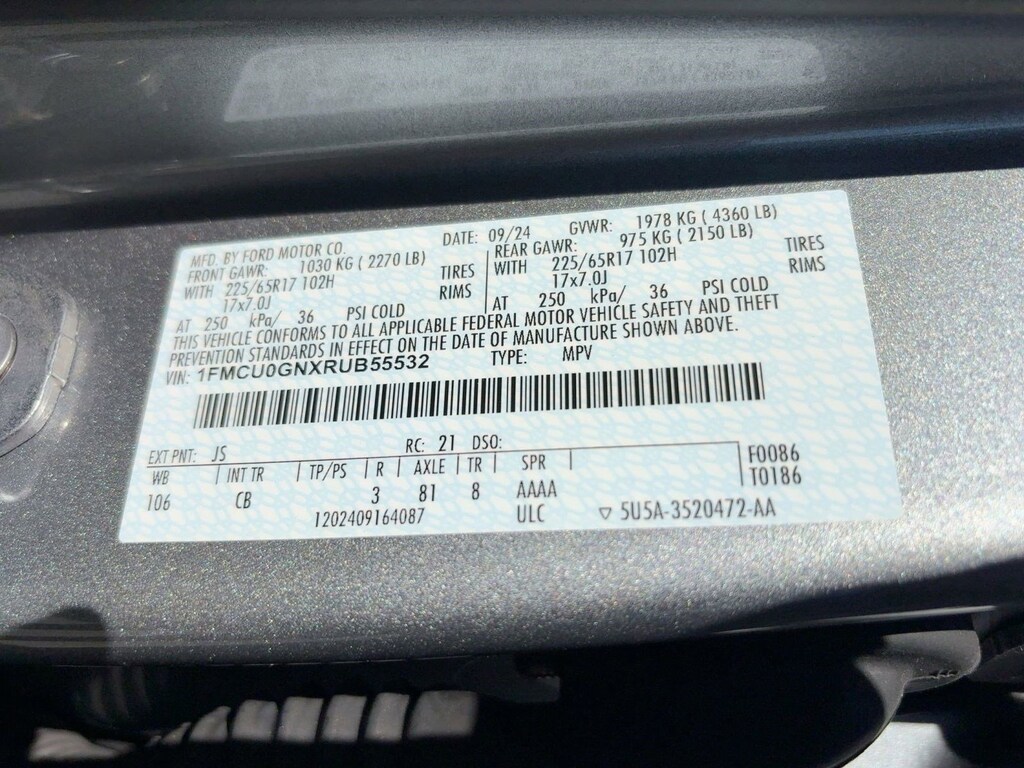 MFD. BY FORD MOTOR CO. DATE: 09/24 GVWR: 1978 KG ( 4360 LB)
FRONT GAWR: 1030 KG ( 2270 LB) REAR GAWR: 975 KG ( 2150 LB)
WITH 225/65R17 102H TIRES WITH 225/65R17 102H TIRES
17x7.0J RIMS 17x7.0J RIMS
AT 250 kPa/ 36 PSI COLD AT 250 kPa/ 36 PSI COLD
THIS VEHICLE CONFORMS TO ALL APPLICABLE FEDERAL MOTOR VEHICLE SAFETY AND THEFT
PREVENTION STANDARDS IN EFFECT ON THE DATE OF MANUFACTURE SHOWN ABOVE.
VIN: 1FMCU0GNXRUB55532 TYPE: MPV
EXT PNT: JS RC: 21 DSO:
WB INT TR TP/PS R AXLE TR SPR F0086
106 CB 3 81 8 AAAA T0186
1202409164087 ULC ▽ 5U5A-3520472-AA